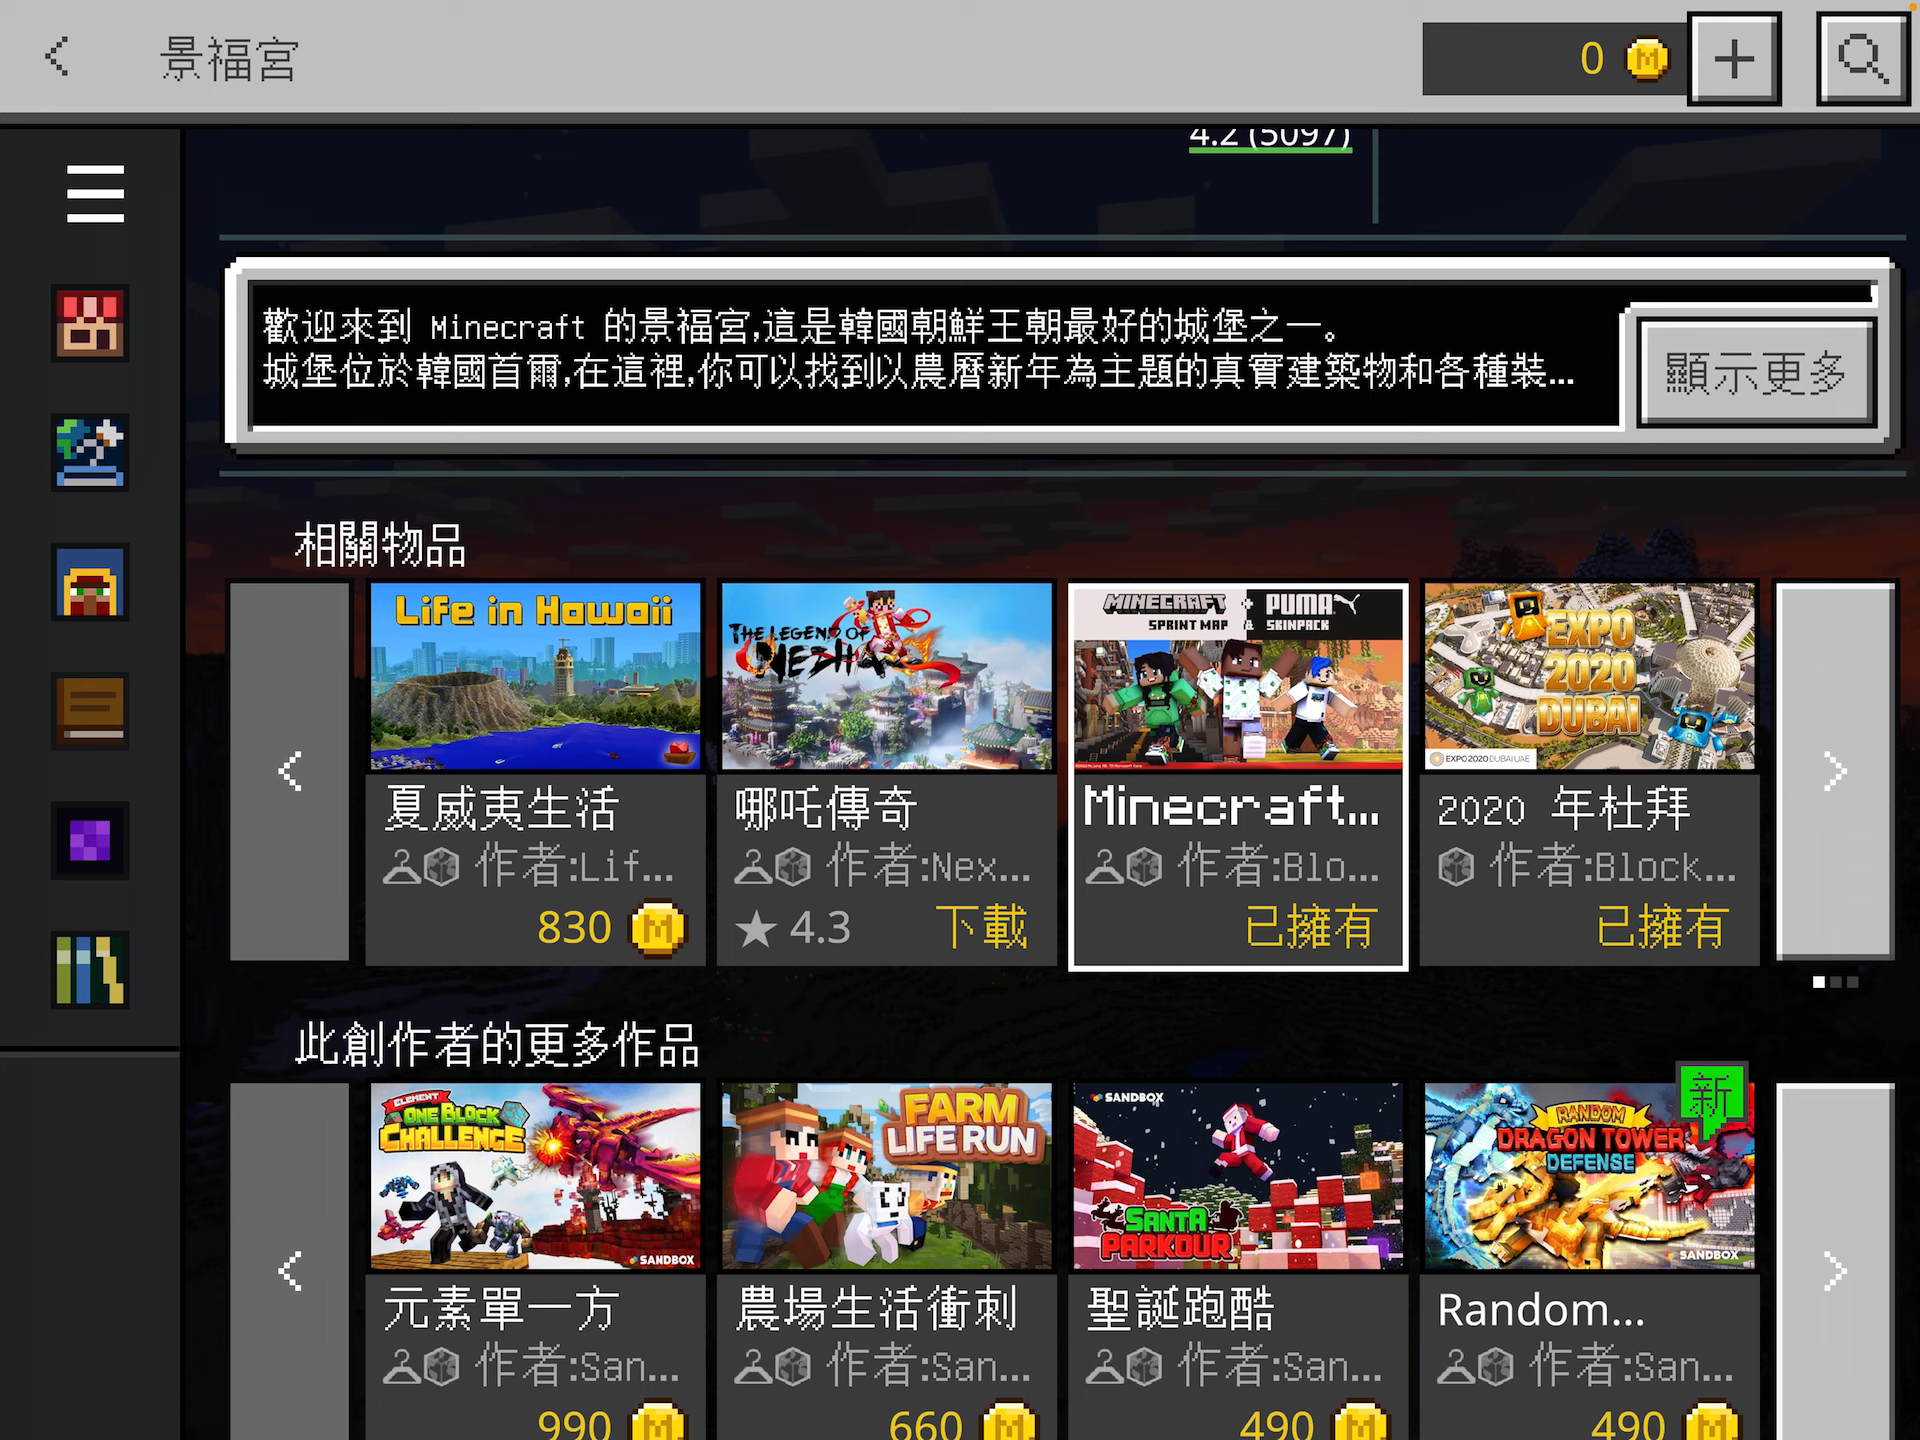 景福宮
0
4.2 (5097)
歡迎來到 Minecraft 的景福宮,這是韓國朝鮮王朝最好的城堡之一。
城堡位於韓國首爾,在這裡,你可以找到以農曆新年為主題的真實建築物和各種裝...
顯示更多
相關物品
Life in Hawaii
THE LEGEND OF
NEZHA
MINECRAFT + PUMA
SPRINT MAP & SKINPACK
EXPO
2020
DUBAI
EXPO 2020 DUBAI UAE
夏威夷生活
哪吒傳奇
Minecraft...
2020 年杜拜
作者:Lif...
作者:Nex...
作者:Blo...
作者:Block...
830
4.3
下載
已擁有
已擁有
此創作者的更多作品
新
ELEMENT
ONE BLOCK
CHALLENGE
SANDBOX
FARM
LIFE RUN
SANDBOX
SANTA
PARKOUR
RANDOM
DRAGON TOWER
DEFENSE
SANDBOX
元素單一方
農場生活衝刺
聖誕跑酷
Random...
作者:San...
作者:San...
作者:San...
作者:San...
990
660
490
490